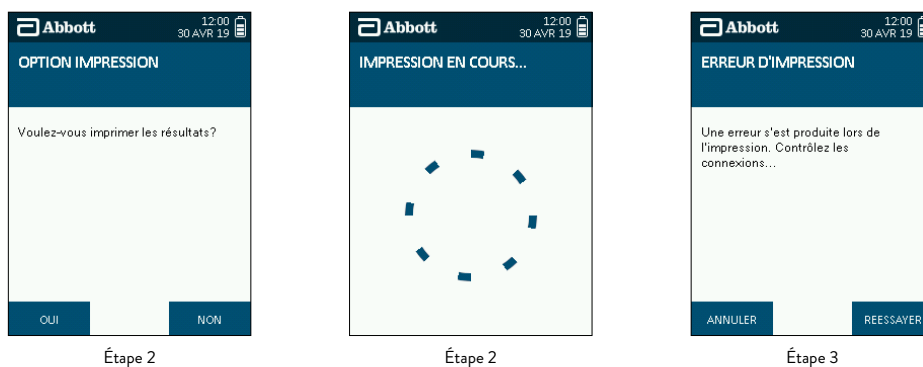 Abbott
12:00
30 AVR 19
OPTION IMPRESSION
Voulez-vous imprimer les résultats?
OUI
NON
Étape 2
Abbott
12:00
30 AVR 19
IMPRESSION EN COURS...
Étape 2
Abbott
12:00
30 AVR 19
ERREUR D'IMPRESSION
Une erreur s'est produite lors de
l'impression. Contrôlez les
connexions...
ANNULER
REESSAYER
Étape 3